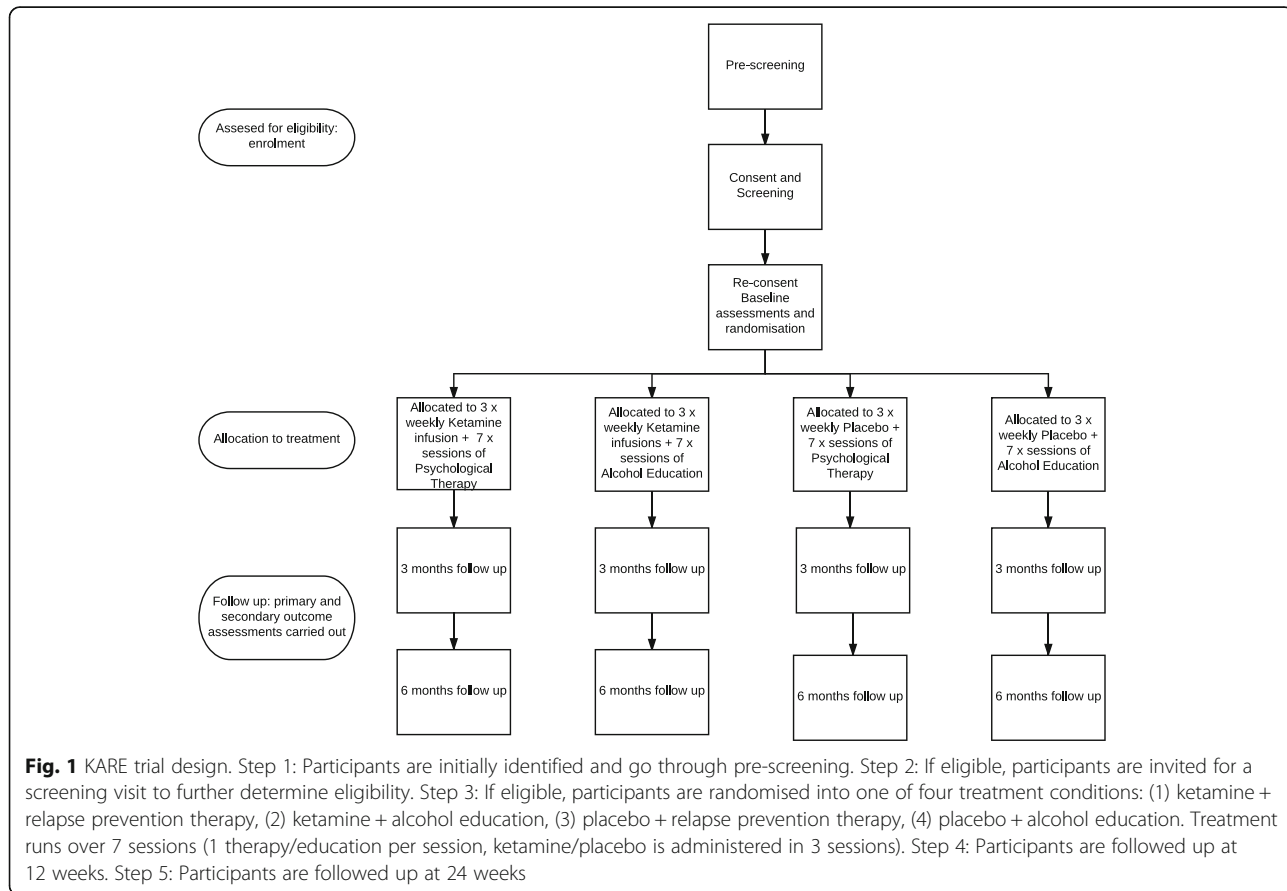 Pre-screening
Assesed for eligibility:
enrolment
Consent and
Screening
Re-consent
Baseline
assessments and
randomisation
Allocation to treatment
Allocated to 3 x
weekly Ketamine
infusion + 7 x
sessions of
Psychological
Therapy
Allocated to 3 x
weekly Ketamine
infusions + 7 x
sessions of
Alcohol Education
Allocated to 3 x
weekly Placebo +
7 x sessions of
Psychological
Therapy
Allocated to 3 x
weekly Placebo +
7 x sessions of
Alcohol Education
Follow up: primary and
secondary outcome
assessments carried out
3 months follow up
3 months follow up
3 months follow up
3 months follow up
6 months follow up
6 months follow up
6 months follow up
6 months follow up
Fig. 1 KARE trial design. Step 1: Participants are initially identified and go through pre-screening. Step 2: If eligible, participants are invited for a
screening visit to further determine eligibility. Step 3: If eligible, participants are randomised into one of four treatment conditions: (1) ketamine +
relapse prevention therapy, (2) ketamine + alcohol education, (3) placebo + relapse prevention therapy, (4) placebo + alcohol education. Treatment
runs over 7 sessions (1 therapy/education per session, ketamine/placebo is administered in 3 sessions). Step 4: Participants are followed up at
12 weeks. Step 5: Participants are followed up at 24 weeks